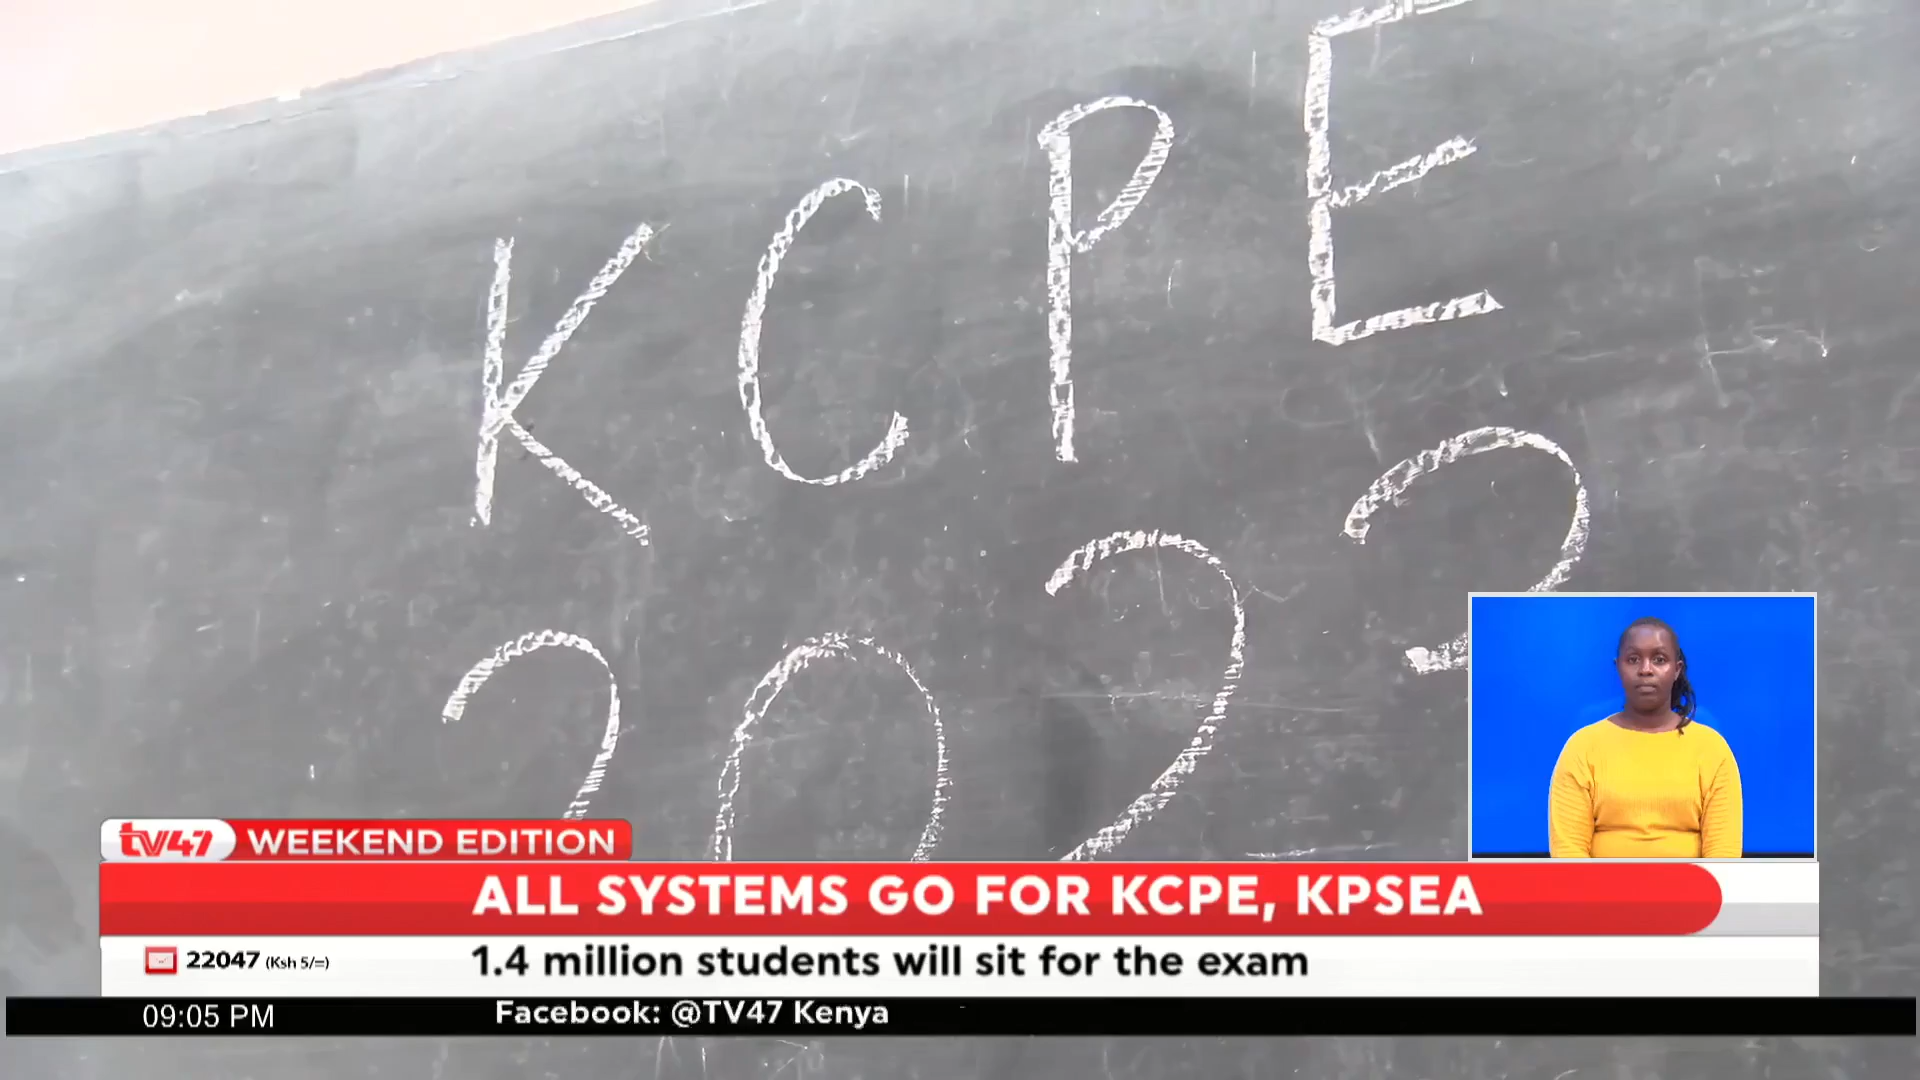 KCPE
2023
tv47 WEEKEND EDITION
ALL SYSTEMS GO FOR KCPE, KPSEA
22047 (Ksh 5/=) 1.4 million students will sit for the exam
09:05 PM Facebook: @TV47 Kenya